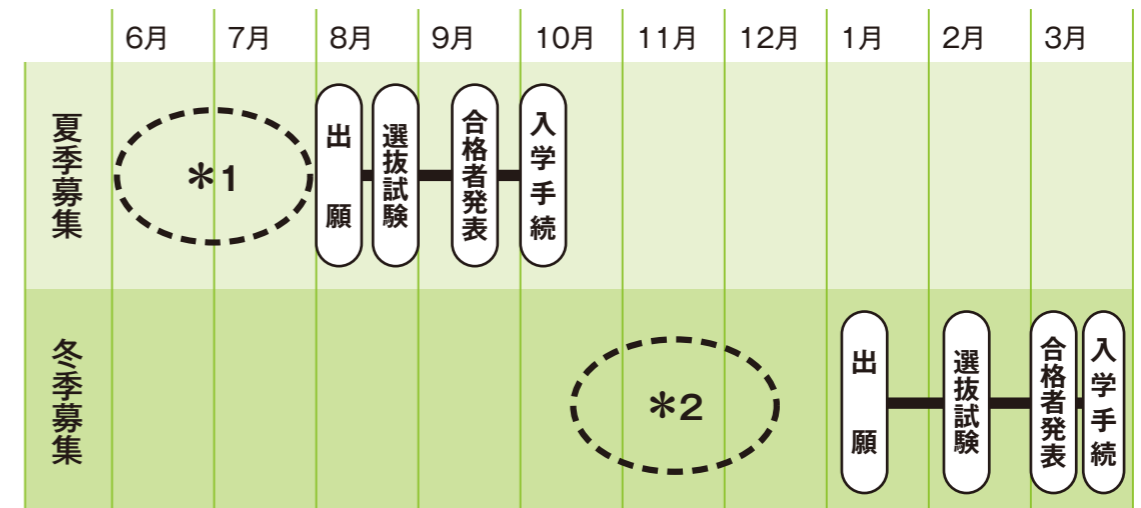 6月 7月 8月 9月 10月 11月 12月 1月 2月 3月
夏季募集
*1
出願
選抜試験
合格者発表
入学手続
冬季募集
*2
出願
選抜試験
合格者発表
入学手続